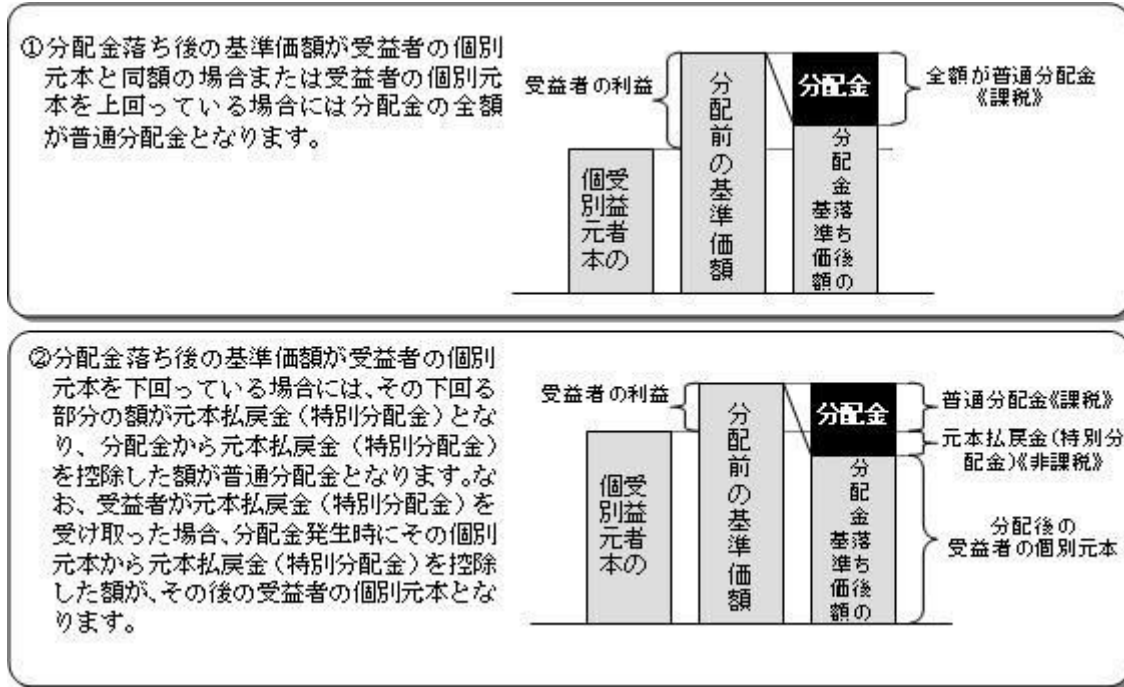 ①分配金落ち後の基準価額が受益者の個別
元本と同額の場合または受益者の個別元
本を上回っている場合には分配金の全額
が普通分配金となります。
受益者の利益
個別元本
受益者の
分配前の基準価額
分配金
分配金落ち後の
基準価額
全額が普通分配金
《課税》
②分配金落ち後の基準価額が受益者の個別
元本を下回っている場合には、その下回る
部分の額が元本払戻金(特別分配金)とな
り、分配金から元本払戻金(特別分配金)
を控除した額が普通分配金となります。な
お、受益者が元本払戻金(特別分配金)を
受け取った場合、分配金発生時にその個別
元本から元本払戻金(特別分配金)を控除
した額が、その後の受益者の個別元本とな
ります。
受益者の利益
受益者の
個別元本
分配前の基準価額
分配金
分配金落ち後の
基準価額
普通分配金《課税》
元本払戻金(特別分
配金)《非課税》
分配後の
受益者の個別元本